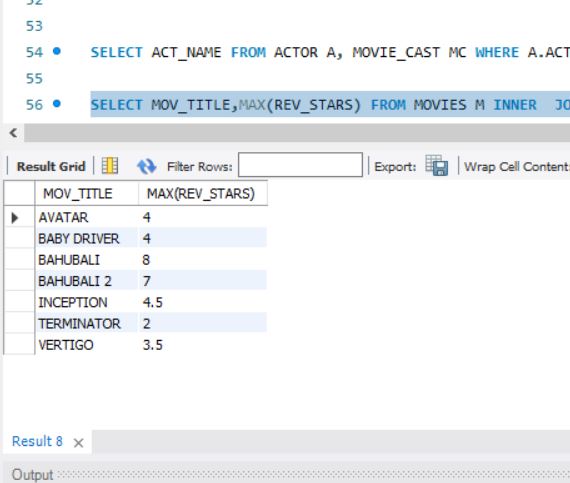 52
53
54 SELECT ACT_NAME FROM ACTOR A, MOVIE_CAST MC WHERE A.ACT
55
56 SELECT MOV_TITLE,MAX(REV_STARS) FROM MOVIES M INNER  JO
Result Grid Filter Rows: Export: Wrap Cell Content:
MOV_TITLE MAX(REV_STARS)
AVATAR 4
BABY DRIVER 4
BAHUBALI 8
BAHUBALI 2 7
INCEPTION 4.5
TERMINATOR 2
VERTIGO 3.5
Result 8
Output